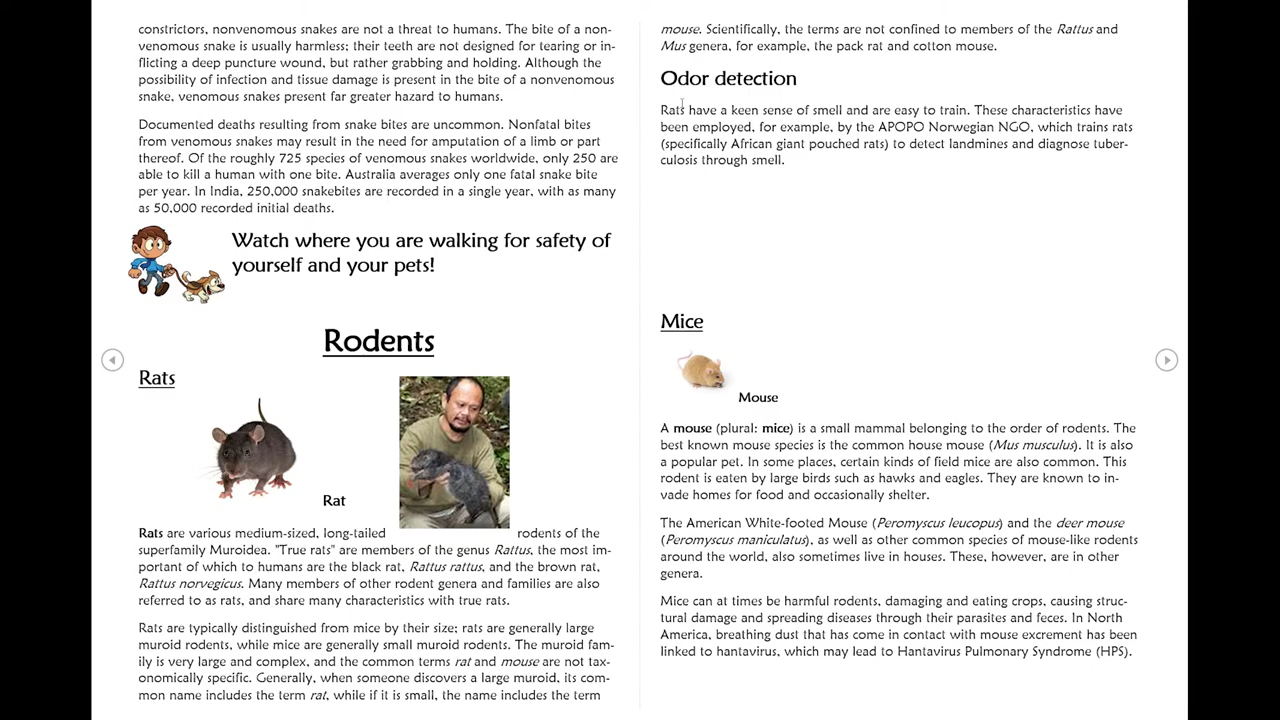 constrictors, nonvenomous snakes are not a threat to humans. The bite of a non-
venomous snake is usually harmless; their teeth are not designed for tearing or in-
flicting a deep puncture wound, but rather grabbing and holding. Although the
possibility of infection and tissue damage is present in the bite of a nonvenomous
snake, venomous snakes present far greater hazard to humans.
Documented deaths resulting from snake bites are uncommon. Nonfatal bites
from venomous snakes may result in the need for amputation of a limb or part
thereof. Of the roughly 725 species of venomous snakes worldwide, only 250 are
able to kill a human with one bite. Australia averages only one fatal snake bite
per year. In India, 250,000 snakebites are recorded in a single year, with as many
as 50,000 recorded initial deaths.
Watch where you are walking for safety of
yourself and your pets!
Rodents
Rats
Rat
Rats are various medium-sized, long-tailed rodents of the
superfamily Muroidea. "True rats" are members of the genus Rattus, the most im-
portant of which to humans are the black rat, Rattus rattus, and the brown rat,
Rattus norvegicus. Many members of other rodent genera and families are also
referred to as rats, and share many characteristics with true rats.
Rats are typically distinguished from mice by their size; rats are generally large
muroid rodents, while mice are generally small muroid rodents. The muroid fam-
ily is very large and complex, and the common terms rat and mouse are not tax-
onomically specific. Generally, when someone discovers a large muroid, its com-
mon name includes the term rat, while if it is small, the name includes the term
mouse. Scientifically, the terms are not confined to members of the Rattus and
Mus genera, for example, the pack rat and cotton mouse.
Odor detection
Rats have a keen sense of smell and are easy to train. These characteristics have
been employed, for example, by the APOPO Norwegian NGO, which trains rats
(specifically African giant pouched rats) to detect landmines and diagnose tuber-
culosis through smell.
Mice
Mouse
A mouse (plural: mice) is a small mammal belonging to the order of rodents. The
best known mouse species is the common house mouse (Mus musculus). It is also
a popular pet. In some places, certain kinds of field mice are also common. This
rodent is eaten by large birds such as hawks and eagles. They are known to in-
vade homes for food and occasionally shelter.
The American White-footed Mouse (Peromyscus leucopus) and the deer mouse
(Peromyscus maniculatus), as well as other common species of mouse-like rodents
around the world, also sometimes live in houses. These, however, are in other
genera.
Mice can at times be harmful rodents, damaging and eating crops, causing struc-
tural damage and spreading diseases through their parasites and feces. In North
America, breathing dust that has come in contact with mouse excrement has been
linked to hantavirus, which may lead to Hantavirus Pulmonary Syndrome (HPS).